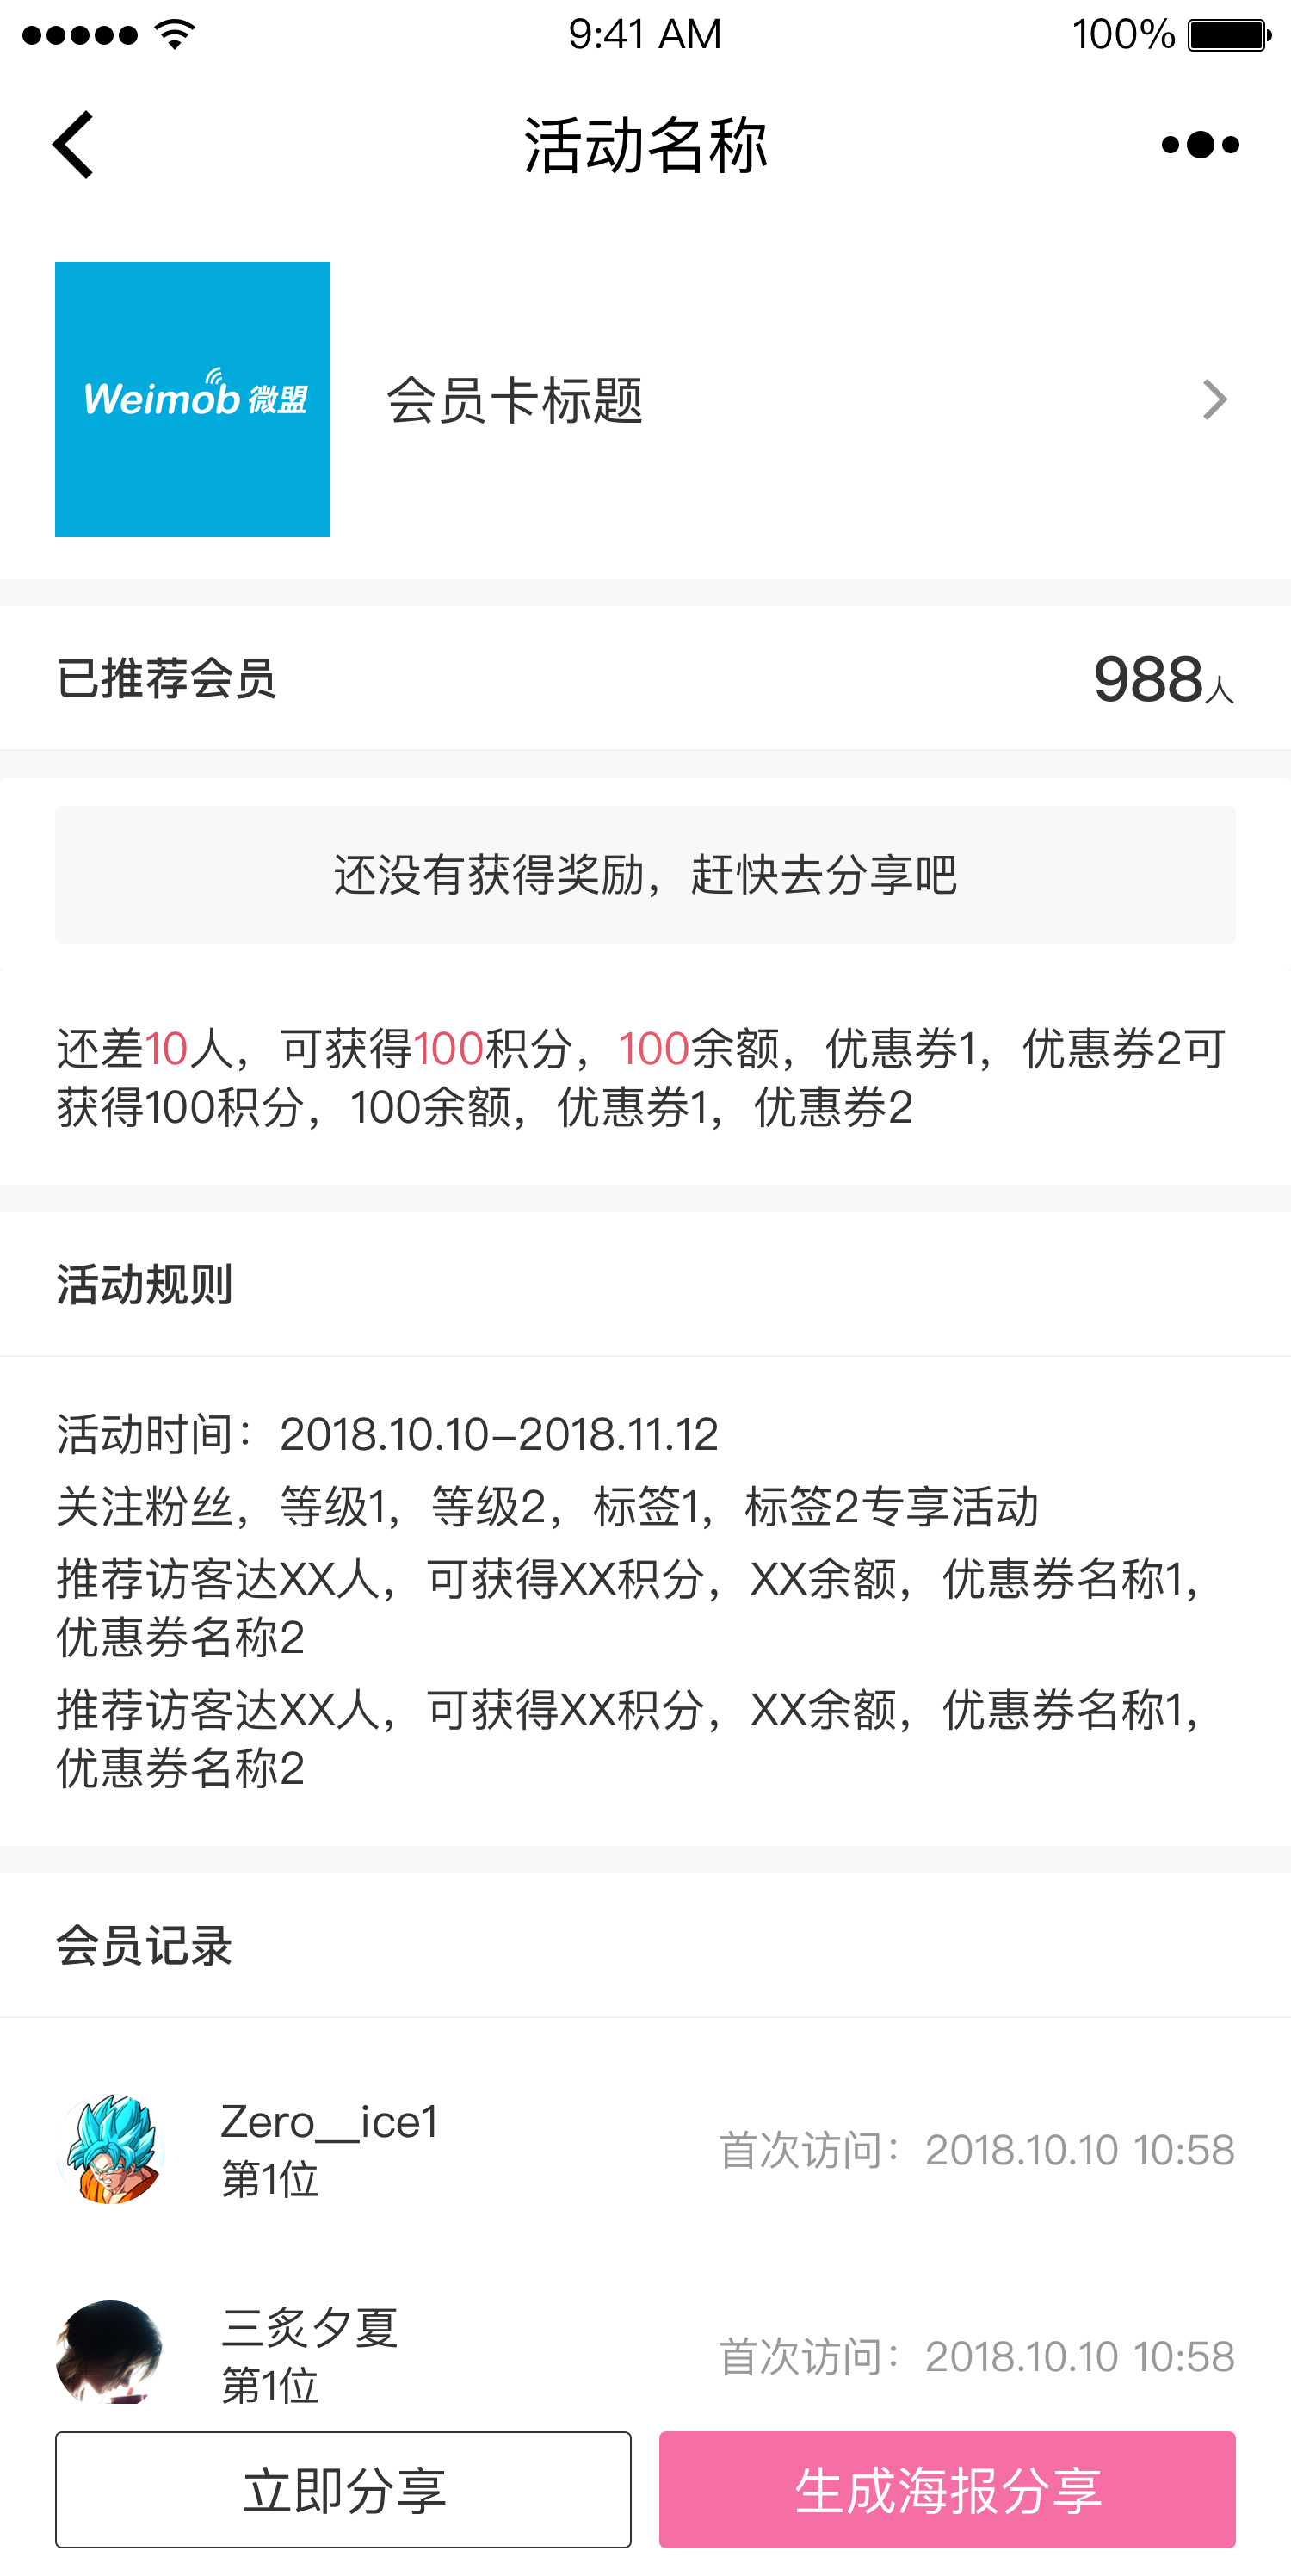 9:41 AM
100%
活动名称
Weimob 微盟
会员卡标题
已推荐会员
988人
还没有获得奖励，赶快去分享吧
还差10人，可获得100积分，100余额，优惠券1，优惠券2可
获得100积分，100余额，优惠券1，优惠券2
活动规则
活动时间：2018.10.10-2018.11.12
关注粉丝，等级1，等级2，标签1，标签2专享活动
推荐访客达XX人，可获得XX积分，XX余额，优惠券名称1，
优惠券名称2
推荐访客达XX人，可获得XX积分，XX余额，优惠券名称1，
优惠券名称2
会员记录
Zero__ice1
第1位
首次访问：2018.10.10 10:58
三炙夕夏
第1位
首次访问：2018.10.10 10:58
立即分享
生成海报分享